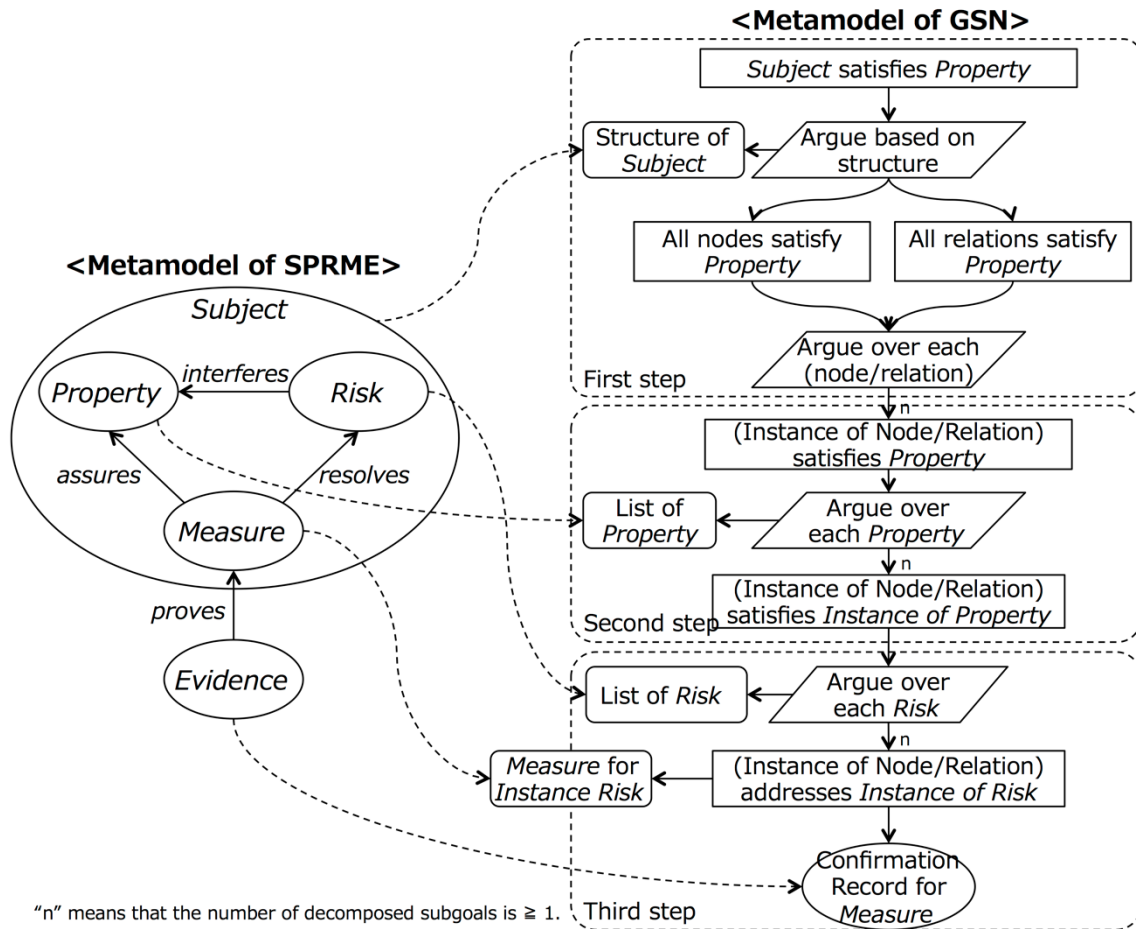 <Metamodel of GSN>
Subject satisfies Property
Structure of
Subject
Argue based on
structure
All nodes satisfy
Property
All relations satisfy
Property
Argue over each
(node/relation)
First step
<Metamodel of SPRME>
Subject
Property
interferes
Risk
assures
resolves
Measure
proves
Evidence
n
(Instance of Node/Relation)
satisfies Property
List of
Property
Argue over
each Property
n
(Instance of Node/Relation)
satisfies Instance of Property
Second step
List of Risk
Argue over
each Risk
n
Measure for
Instance Risk
(Instance of Node/Relation)
addresses Instance of Risk
Confirmation
Record for
Measure
Third step
“n” means that the number of decomposed subgoals is ≧ 1.